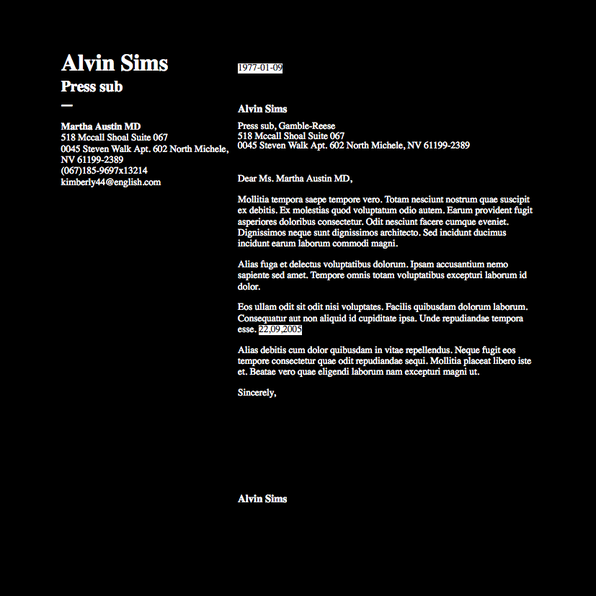 Alvin Sims
Press sub
—
Martha Austin MD
518 Mccall Shoal Suite 067
0045 Steven Walk Apt. 602 North Michele,
NV 61199-2389
(067)185-9697x13214
kimberly44@english.com
1977-01-09
Alvin Sims
Press sub, Gamble-Reese
518 Mccall Shoal Suite 067
0045 Steven Walk Apt. 602 North Michele, NV 61199-2389
Dear Ms. Martha Austin MD,
Mollitia tempora saepe tempore vero. Totam nesciunt nostrum quae suscipit
ex debitis. Ex molestias quod voluptatum odio autem. Earum provident fugit
asperiores doloribus consectetur. Odit nesciunt facere cumque eveniet.
Dignissimos neque sunt dignissimos architecto. Sed incidunt ducimus
incidunt earum laborum commodi magni.
Alias fuga et delectus voluptatibus dolorum. Ipsam accusantium nemo
sapiente sed amet. Tempore omnis totam voluptatibus excepturi laborum id
dolor.
Eos ullam odit sit odit nisi voluptates. Facilis quibusdam dolorum laborum.
Consequatur aut non aliquid id cupiditate ipsa. Unde repudiandae tempora
esse. 22,09,2005
Alias debitis cum dolor quibusdam in vitae repellendus. Neque fugit eos
tempore consectetur quae odit repudiandae sequi. Mollitia placeat libero iste
et. Beatae vero quae eligendi laborum nam excepturi magni ut.
Sincerely,
Alvin Sims